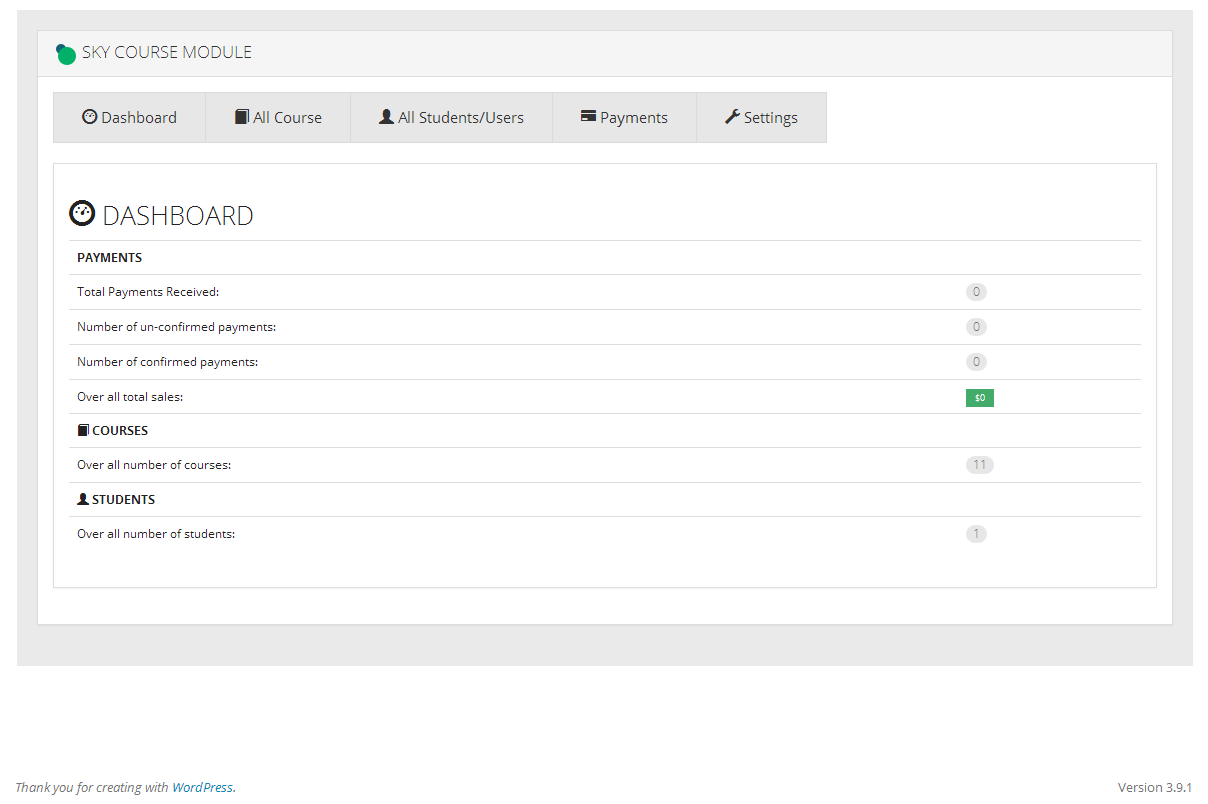 SKY COURSE MODULE
Dashboard All Course All Students/Users Payments Settings
DASHBOARD
PAYMENTS
Total Payments Received: 0
Number of un-confirmed payments: 0
Number of confirmed payments: 0
Over all total sales: $0
COURSES
Over all number of courses: 11
STUDENTS
Over all number of students: 1
Thank you for creating with WordPress. Version 3.9.1